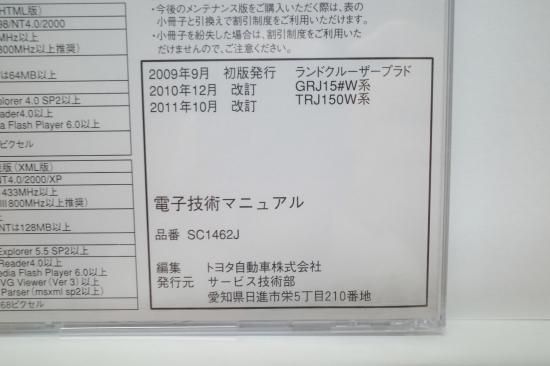 HTML版)
98/NT4.0/2000
MHz以上
800MHz以上推奨)
は64MB以上
xplorer 4.0 SP2以上
eader4.0以上
a Flash Player 6.0以上
ピクセル
版(XML版)
NT4.0/2000/XP
433MHz以上
III800MHz以上推奨)
以上
NTは128MB以上
Explorer 5.5 SP2以上
Reader4.0以上
edia Flash Player 6.0以上
VG Viewer (Ver 3)以上
Parser (msxml sp2以上)
68ピクセル
・今後のメンテナンス版をご購入いただく際は、表の
小冊子と引換えで割引制度をご利用いただけます。
・小冊子を紛失した場合は、割引制度をご利用いた
だけませんので、ご注意ください。
2009年9月 初版発行 ランドクルーザープラド
2010年12月 改訂 GRJ15#W系
2011年10月 改訂 TRJ150W系
電子技術マニュアル
品番 SC1462J
編集 トヨタ自動車株式会社
発行元 サービス技術部
愛知県日進市栄5丁目210番地